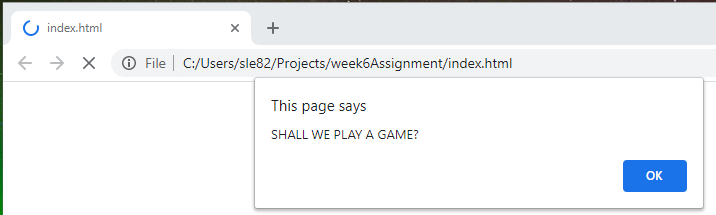 index.html
File C:/Users/sle82/Projects/week6Assignment/index.html
This page says
SHALL WE PLAY A GAME?
OK